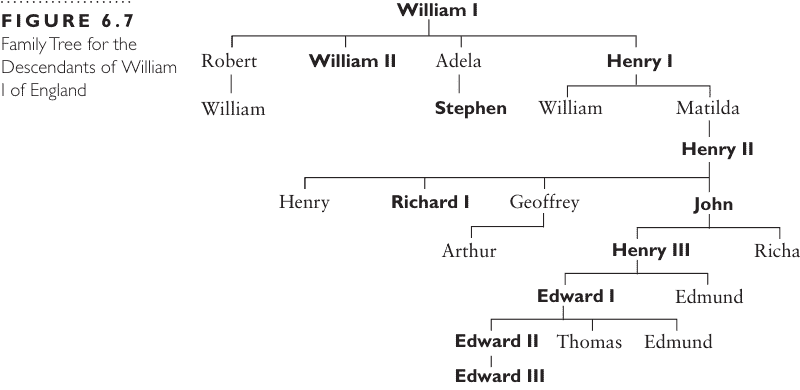 FIGURE 6.7
Family Tree for the
Descendants of William
I of England
William I
Robert William II Adela Henry I
William Stephen William Matilda
Henry II
Henry Richard I Geoffrey John
Arthur Henry III Richa
Edward I Edmund
Edward II Thomas Edmund
Edward III